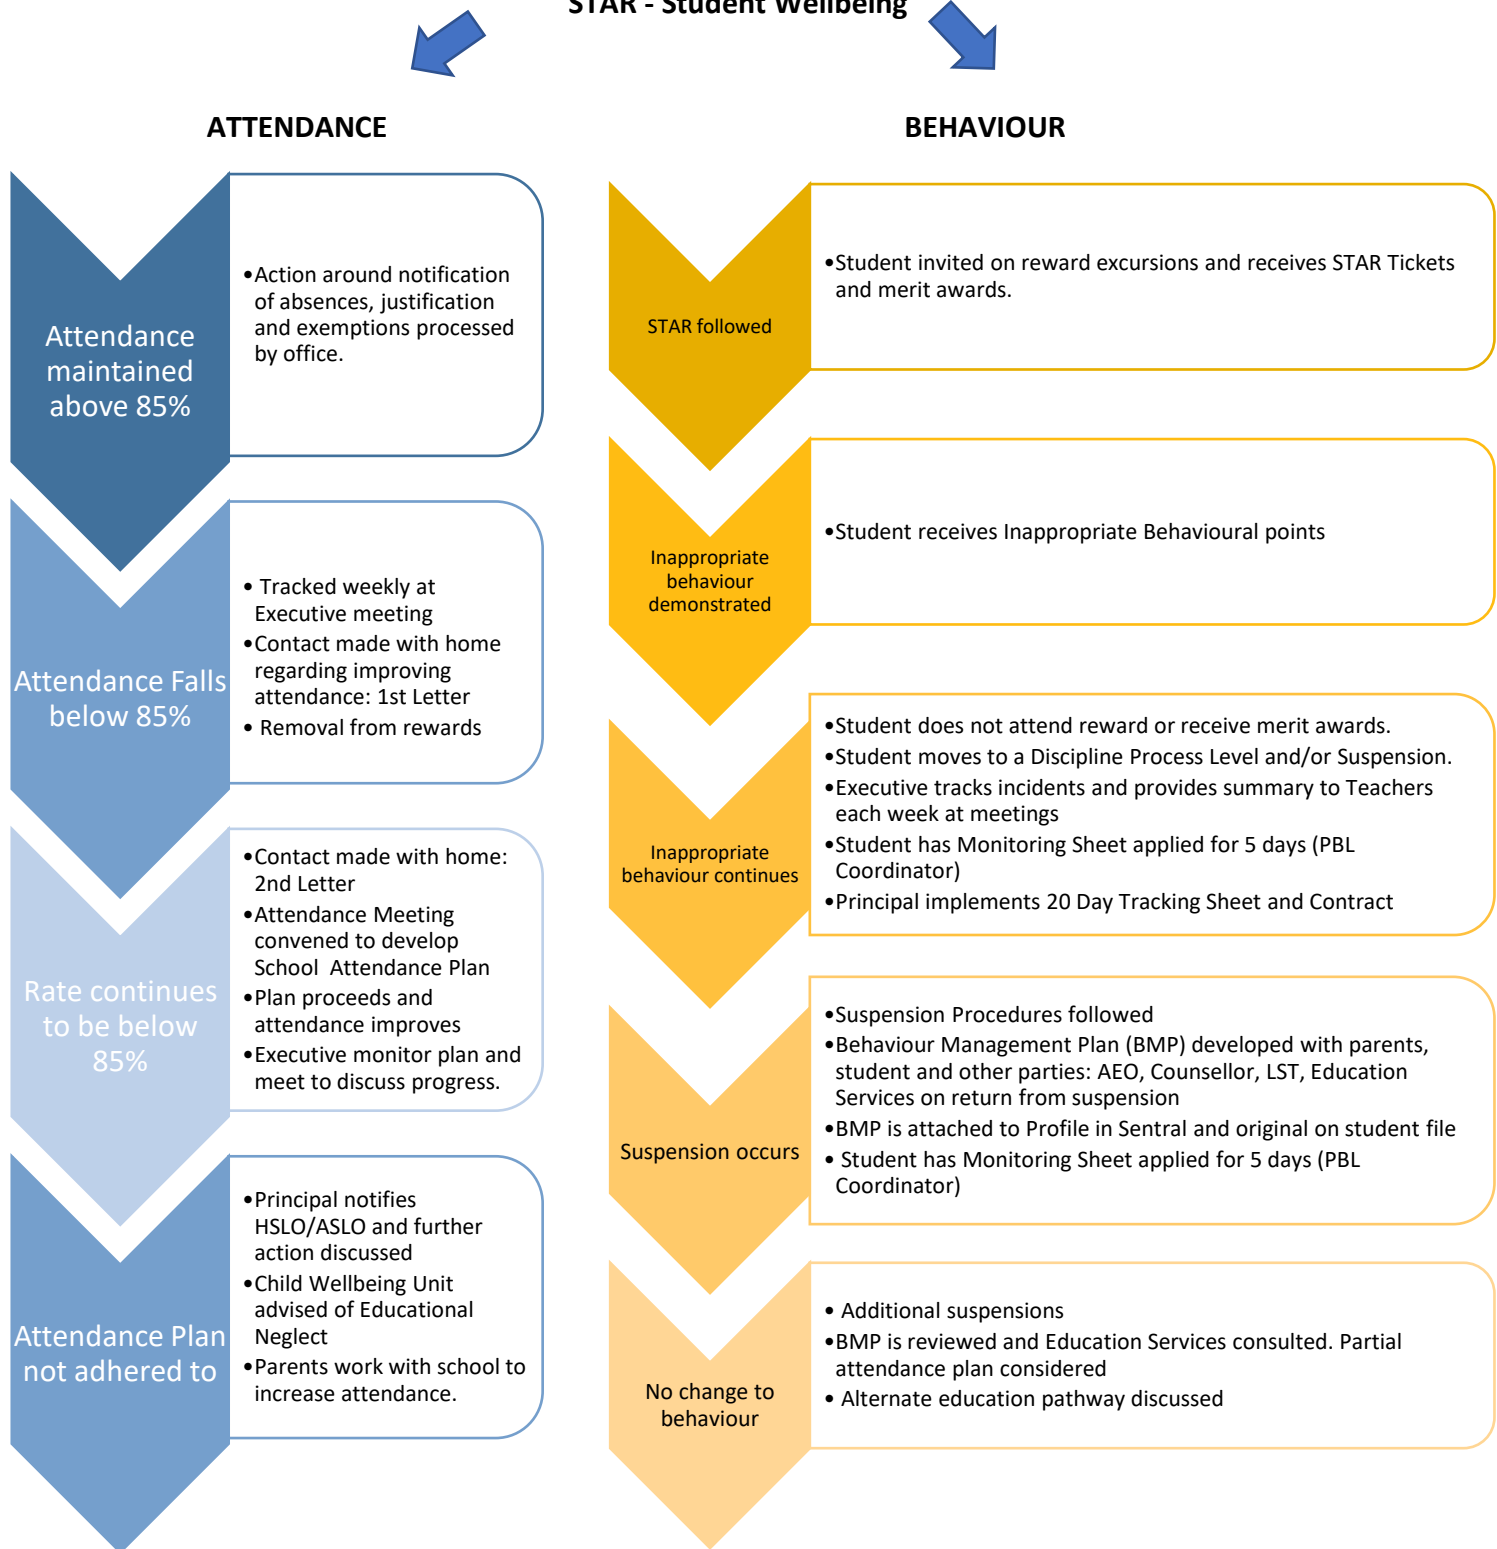 STAR - Student Wellbeing
ATTENDANCE
Attendance
maintained
above 85%
•Action around notification
of absences, justification
and exemptions processed
by office.
Attendance Falls
below 85%
• Tracked weekly at
Executive meeting
•Contact made with home
regarding improving
attendance: 1st Letter
• Removal from rewards
Rate continues
to be below
85%
•Contact made with home:
2nd Letter
•Attendance Meeting
convened to develop
School Attendance Plan
•Plan proceeds and
attendance improves
•Executive monitor plan and
meet to discuss progress.
Attendance Plan
not adhered to
•Principal notifies
HSLO/ASLO and further
action discussed
•Child Wellbeing Unit
advised of Educational
Neglect
•Parents work with school to
increase attendance.
BEHAVIOUR
STAR followed
•Student invited on reward excursions and receives STAR Tickets
and merit awards.
Inappropriate
behaviour
demonstrated
•Student receives Inappropriate Behavioural points
Inappropriate
behaviour continues
•Student does not attend reward or receive merit awards.
•Student moves to a Discipline Process Level and/or Suspension.
•Executive tracks incidents and provides summary to Teachers
each week at meetings
•Student has Monitoring Sheet applied for 5 days (PBL
Coordinator)
•Principal implements 20 Day Tracking Sheet and Contract
Suspension occurs
•Suspension Procedures followed
•Behaviour Management Plan (BMP) developed with parents,
student and other parties: AEO, Counsellor, LST, Education
Services on return from suspension
•BMP is attached to Profile in Sentral and original on student file
• Student has Monitoring Sheet applied for 5 days (PBL
Coordinator)
No change to
behaviour
• Additional suspensions
•BMP is reviewed and Education Services consulted. Partial
attendance plan considered
• Alternate education pathway discussed